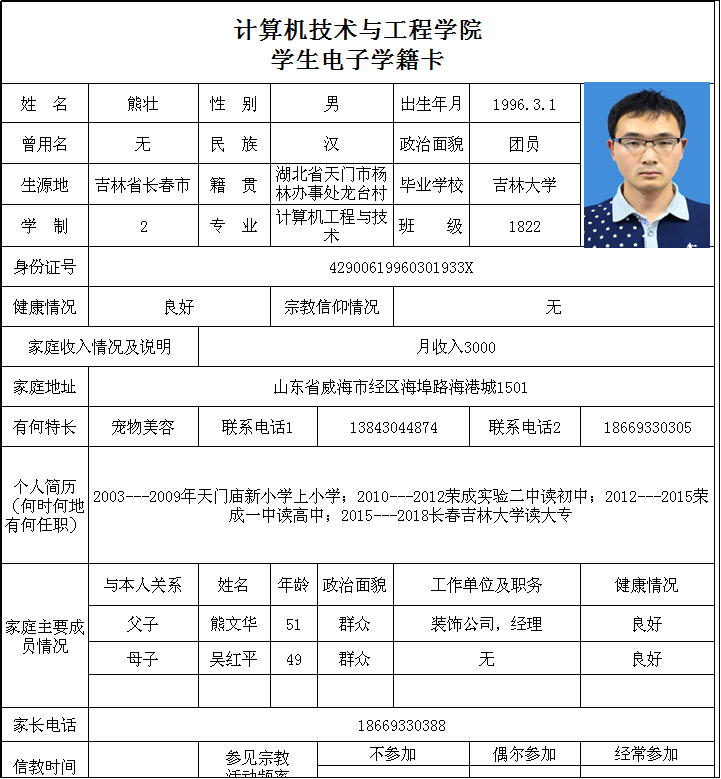 计算机技术与工程学院
学生电子学籍卡
姓 名 熊壮 性 别 男 出生年月 1996.3.1
曾用名 无 民 族 汉 政治面貌 团员
生源地 吉林省长春市 籍 贯 湖北省天门市杨
林办事处龙台村 毕业学校 吉林大学
学 制 2 专 业 计算机工程与技
术 班 级 1822
身份证号 42900619960301933X
健康情况 良好 宗教信仰情况 无
家庭收入情况及说明 月收入3000
家庭地址 山东省威海市经区海埠路海港城1501
有何特长 宠物美容 联系电话1 13843044874 联系电话2 18669330305
个人简历
（何时何地
有何任职）
2003---2009年天门庙新小学上小学；2010---2012荣成实验二中读初中；2012---2015荣
成一中读高中；2015---2018长春吉林大学读大专
家庭主要成
员情况
与本人关系 姓名 年龄 政治面貌 工作单位及职务 健康情况
父子 熊文华 51 群众 装饰公司，经理 良好
母子 吴红平 49 群众 无 良好
家长电话 18669330388
信教时间 参见宗教
活动频率 不参加 偶尔参加 经常参加